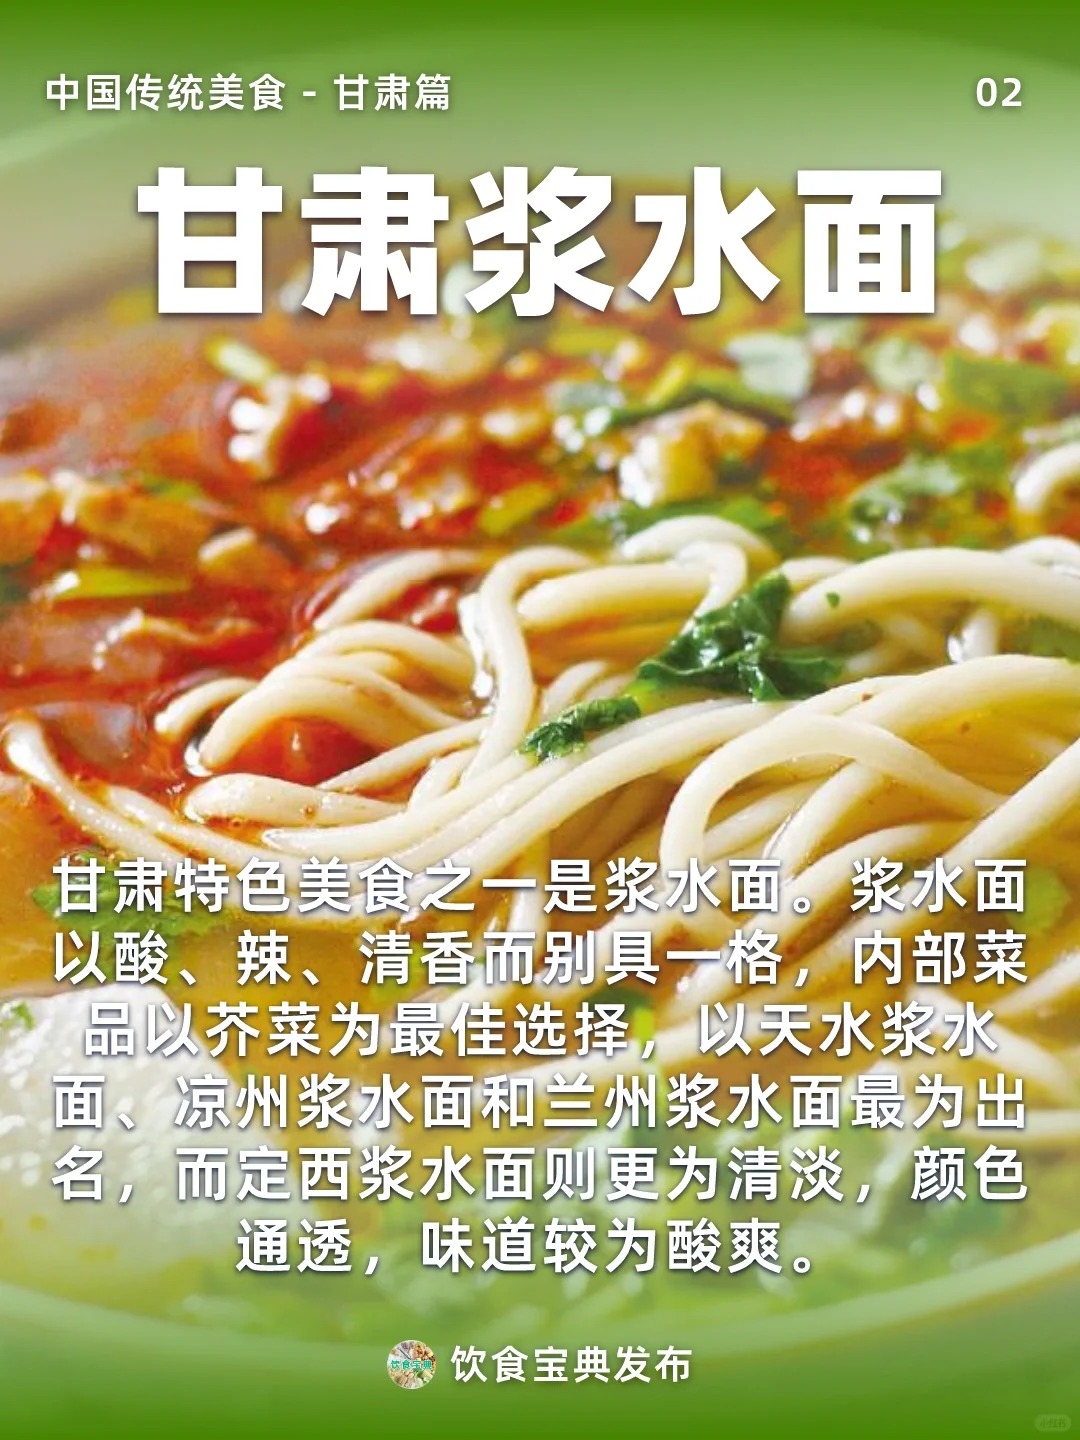 中国传统美食 - 甘肃篇
02
甘肃浆水面
甘肃特色美食之一是浆水面。浆水面
以酸、辣、清香而别具一格，内部菜
品以芥菜为最佳选择，以天水浆水
面、凉州浆水面和兰州浆水面最为出
名，而定西浆水面则更为清淡，颜色
通透，味道较为酸爽。
饮食宝典
饮食宝典发布